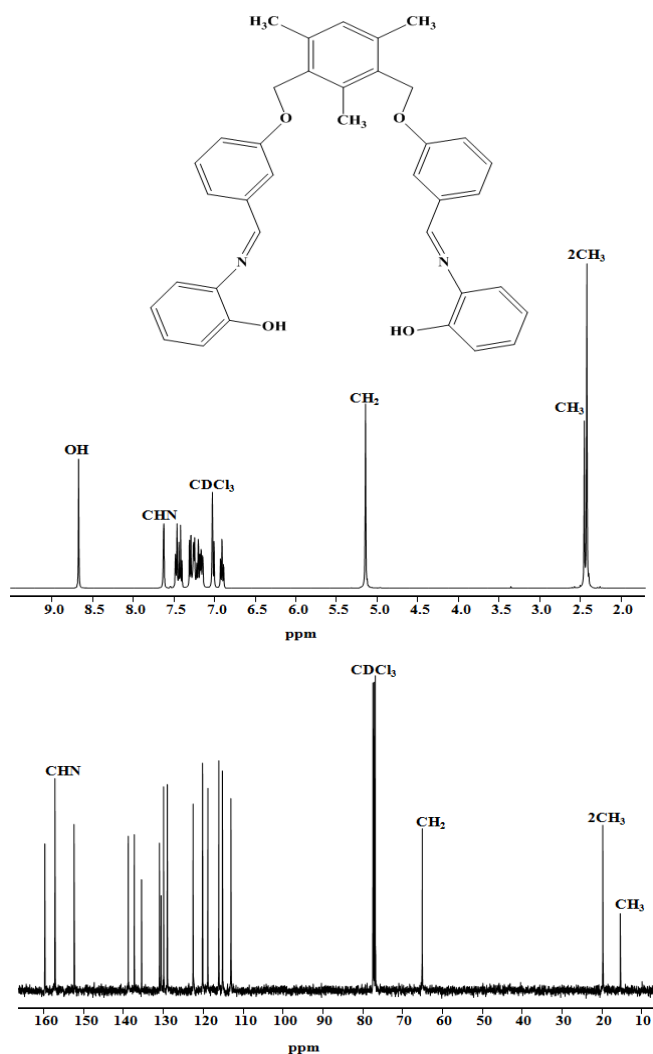 H₃C CH₃
CH₃
O O
N N
OH HO
2CH₃
CH₂ CH₃
OH
CDCl₃
CHN
9.0 8.5 8.0 7.5 7.0 6.5 6.0 5.5 5.0 4.5 4.0 3.5 3.0 2.5 2.0
ppm
CDCl₃
CHN
CH₂ 2CH₃
CH₃
160 150 140 130 120 110 100 90 80 70 60 50 40 30 20 10
ppm